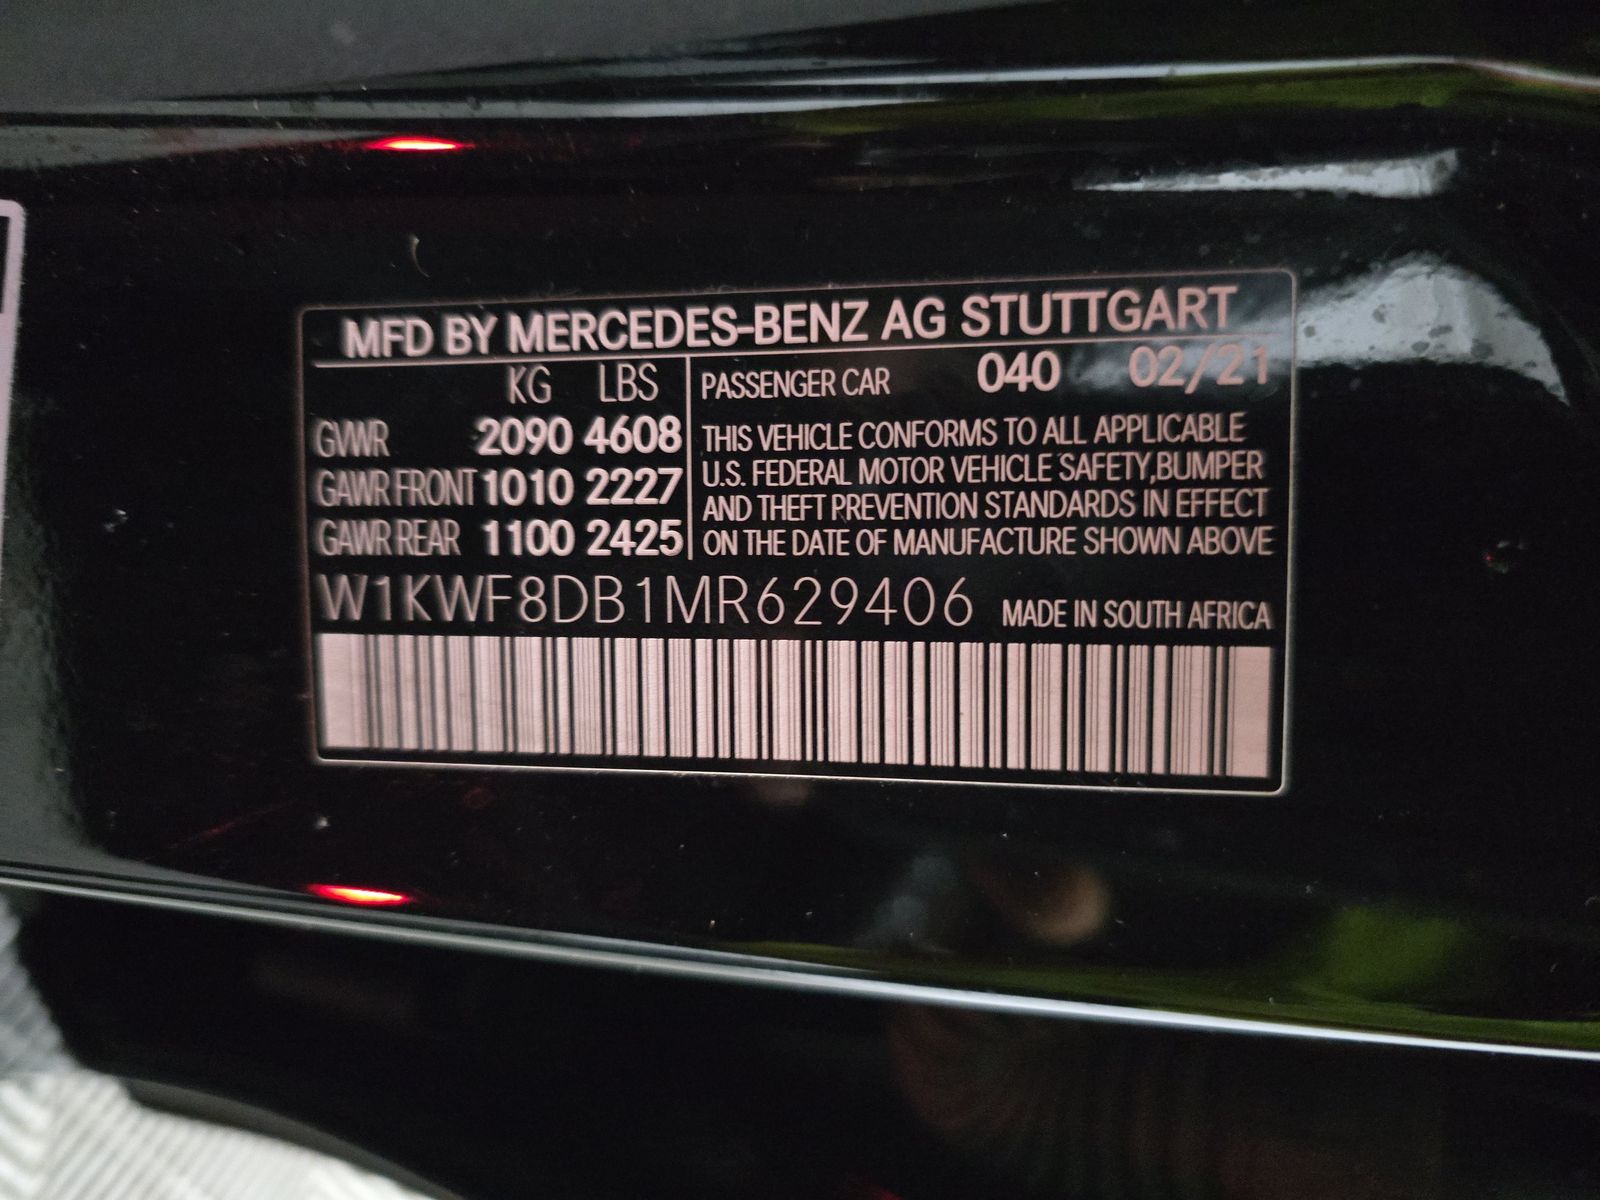 MFD BY MERCEDES-BENZ AG STUTTGART
KG LBS
GVWR 2090 4608
GAWR FRONT 1010 2227
GAWR REAR 1100 2425
PASSENGER CAR 040 02/21
THIS VEHICLE CONFORMS TO ALL APPLICABLE
U.S. FEDERAL MOTOR VEHICLE SAFETY,BUMPER
AND THEFT PREVENTION STANDARDS IN EFFECT
ON THE DATE OF MANUFACTURE SHOWN ABOVE
W1KWF8DB1MR629406 MADE IN SOUTH AFRICA